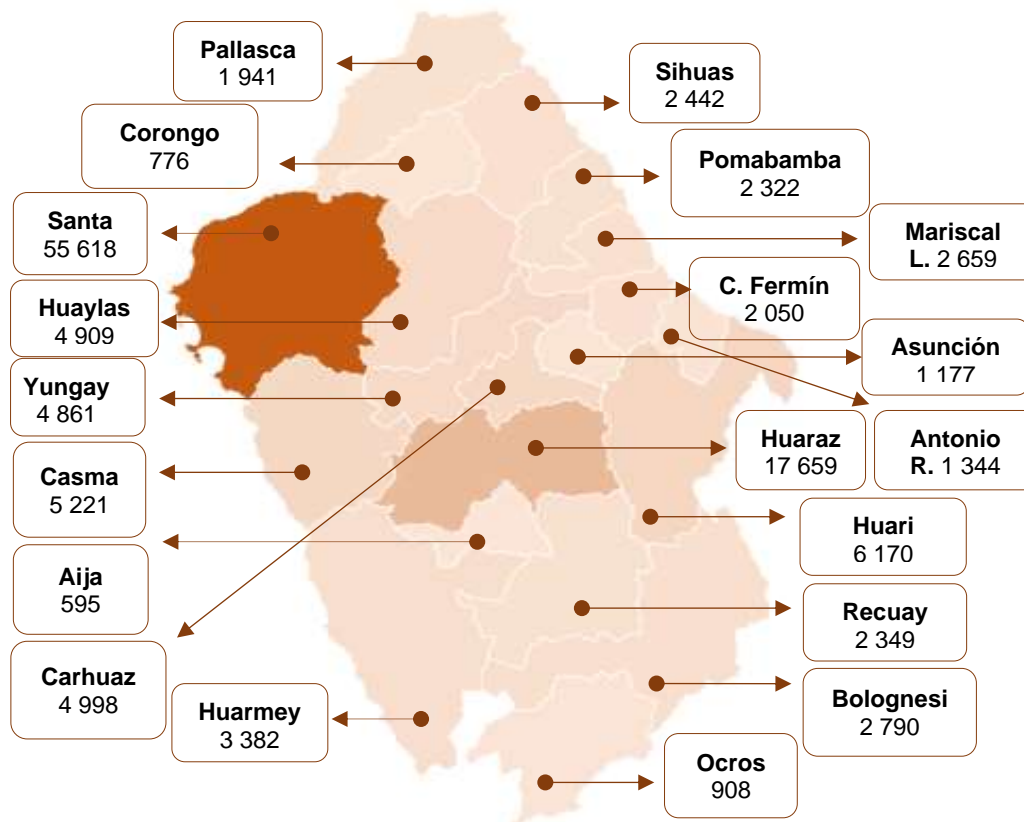 Pallasca
1 941
Sihuas
2 442
Corongo
776
Pomabamba
2 322
Santa
55 618
Mariscal
L. 2 659
C. Fermín
2 050
Huaylas
4 909
Asunción
1 177
Yungay
4 861
Huaraz
17 659
Antonio
R. 1 344
Casma
5 221
Huari
6 170
Aija
595
Recuay
2 349
Carhuaz
4 998
Huarmey
3 382
Bolognesi
2 790
Ocros
908